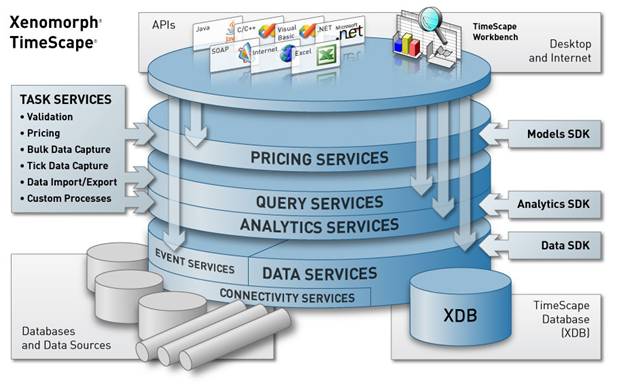 Xenomorph®
TimeScape®
APIs
Java
C/C++
Visual
Basic
.NET
Microsoft
.net
SOAP
Internet
Excel
TimeScape
Workbench
Desktop
and Internet
TASK SERVICES
• Validation
• Pricing
• Bulk Data Capture
• Tick Data Capture
• Data Import/Export
• Custom Processes
PRICING SERVICES
QUERY SERVICES
ANALYTICS SERVICES
EVENT SERVICES
DATA SERVICES
CONNECTIVITY SERVICES
Models SDK
Analytics SDK
Data SDK
Databases
and Data Sources
XDB
TimeScape
Database
(XDB)